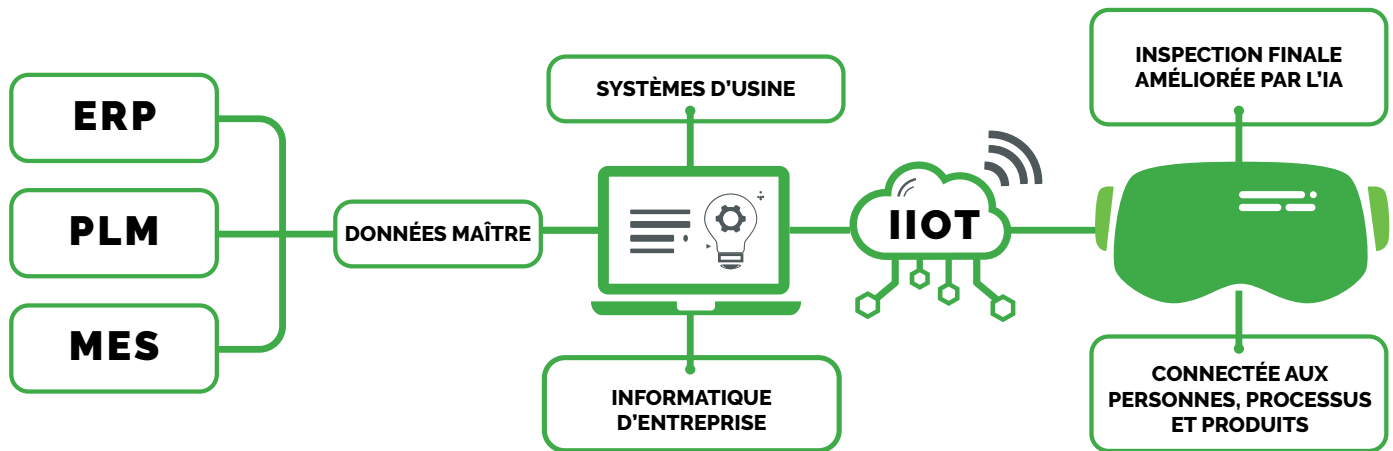 ERP
PLM
MES
DONNÉES MAÎTRE
SYSTÈMES D'USINE
INFORMATIQUE
D'ENTREPRISE
IIOT
INSPECTION FINALE
AMÉLIORÉE PAR L'IA
CONNECTÉE AUX
PERSONNES, PROCESSUS
ET PRODUITS